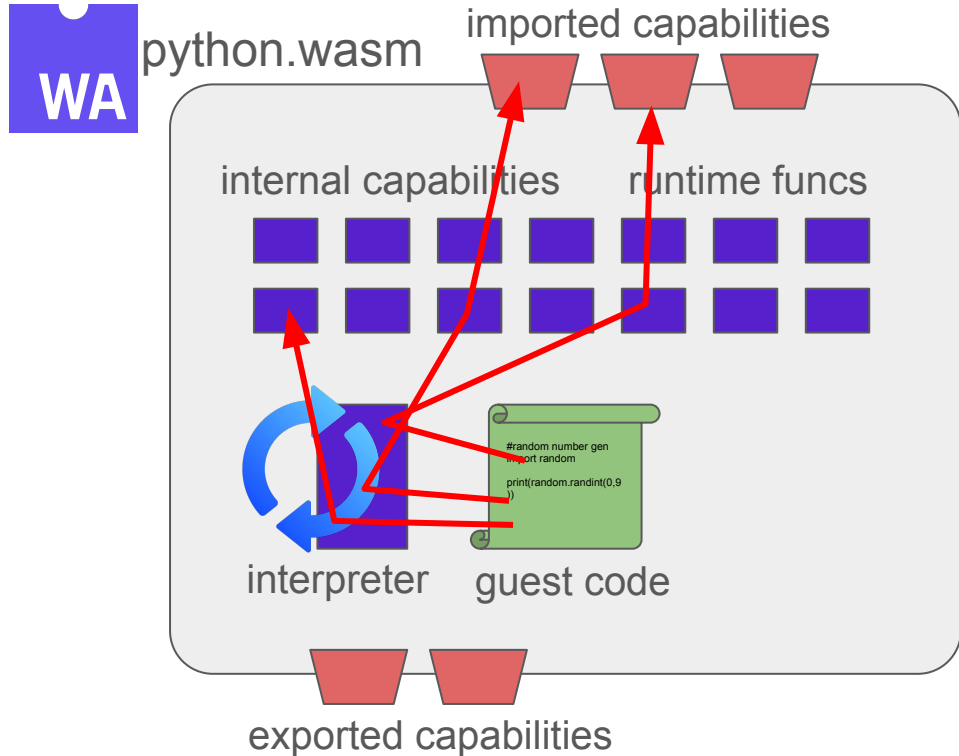 imported capabilities
python.wasm
WA
internal capabilities
runtime funcs
#random number gen
import random
print(random.randint(0,9
))
interpreter
guest code
exported capabilities